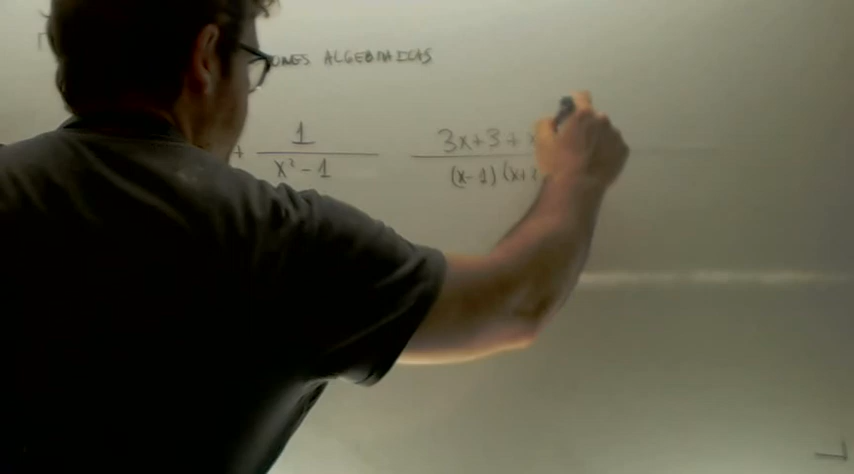 ONES ALGEBRAICAS
+ 1/(x² - 1) 3x+3+x/((x-1)(x+1